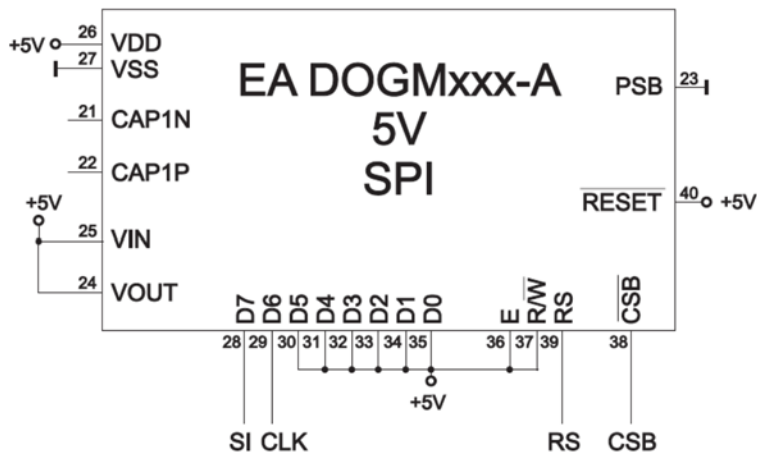 +5V
26
VDD
27
VSS
21
CAP1N
22
CAP1P
+5V
25
VIN
24
VOUT
EA DOGMxxx-A
5V
SPI
PSB
23
RESET
40
+5V
D7 D6 D5 D4 D3 D2 D1 D0 E R/W RS CSB
28 29 30 31 32 33 34 35 36 37 39 38
+5V
SI CLK RS CSB